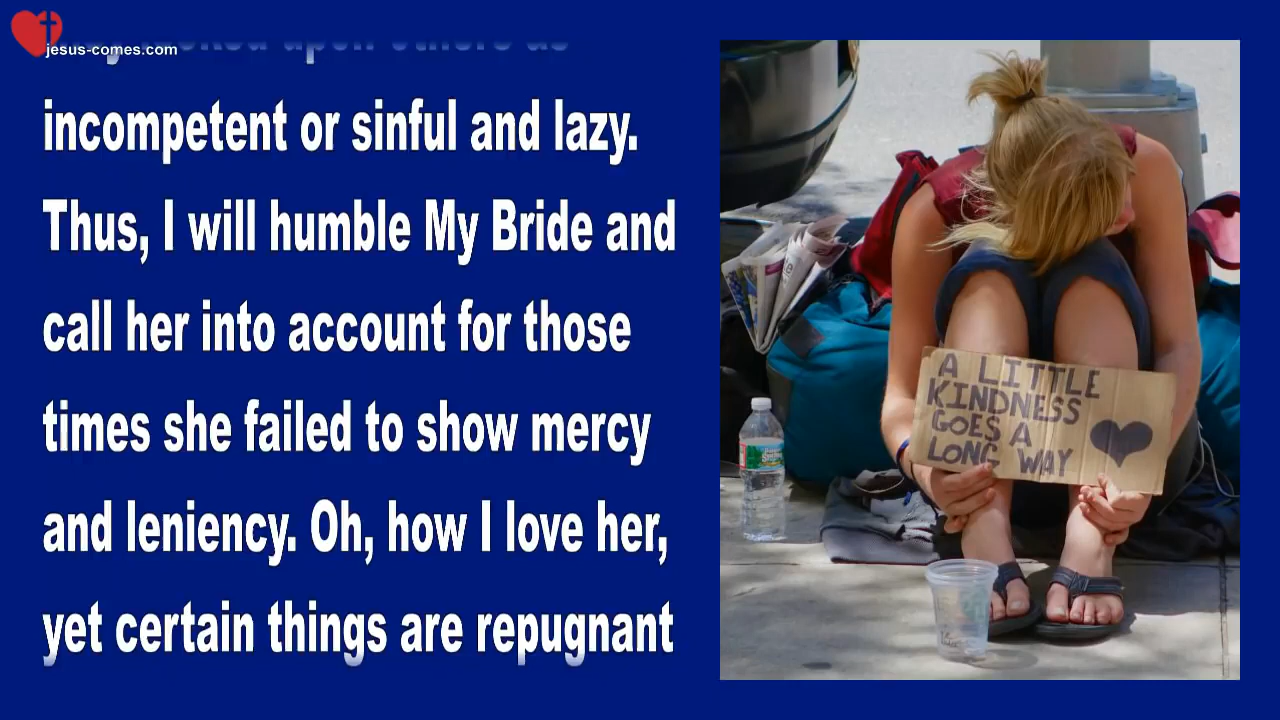 jesus-comes.com
incompetent or sinful and lazy.
Thus, I will humble My Bride and
call her into account for those
times she failed to show mercy
and leniency. Oh, how I love her,
yet certain things are repugnant
A LITTLE
KINDNESS
GOES A
LONG WAY